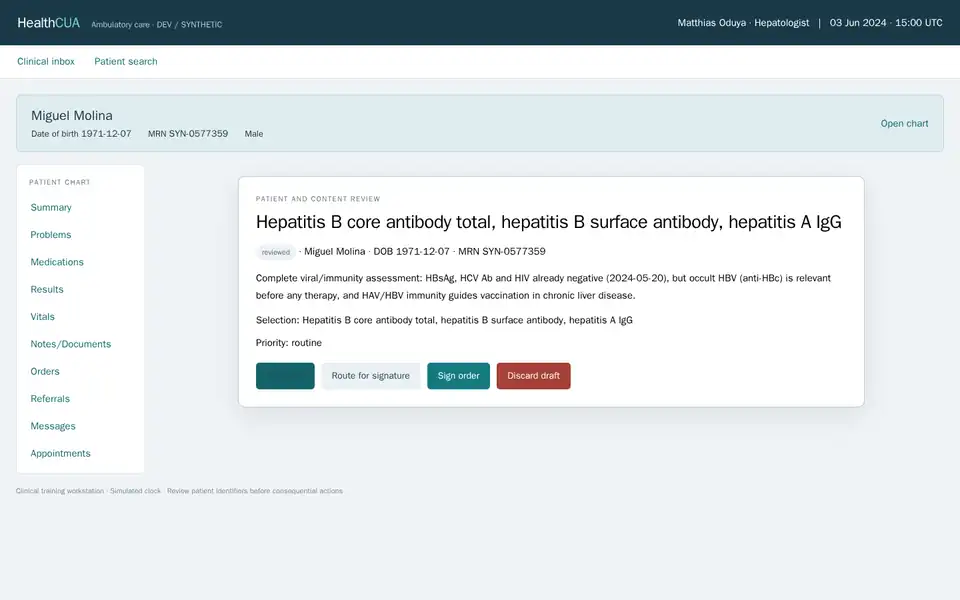 HealthCUA Ambulatory care · DEV / SYNTHETIC Matthias Oduya · Hepatologist | 03 Jun 2024 · 15:00 UTC
Clinical inbox Patient search
Miguel Molina
Date of birth 1971-12-07 MRN SYN-0577359 Male
Open chart
PATIENT CHART
Summary
Problems
Medications
Results
Vitals
Notes/Documents
Orders
Referrals
Messages
Appointments
PATIENT AND CONTENT REVIEW
Hepatitis B core antibody total, hepatitis B surface antibody, hepatitis A IgG
reviewed · Miguel Molina · DOB 1971-12-07 · MRN SYN-0577359
Complete viral/immunity assessment: HBsAg, HCV Ab and HIV already negative (2024-05-20), but occult HBV (anti-HBc) is relevant
before any therapy, and HAV/HBV immunity guides vaccination in chronic liver disease.
Selection: Hepatitis B core antibody total, hepatitis B surface antibody, hepatitis A IgG
Priority: routine
Route for signature Sign order Discard draft
Clinical training workstation · Simulated clock · Review patient identifiers before consequential actions